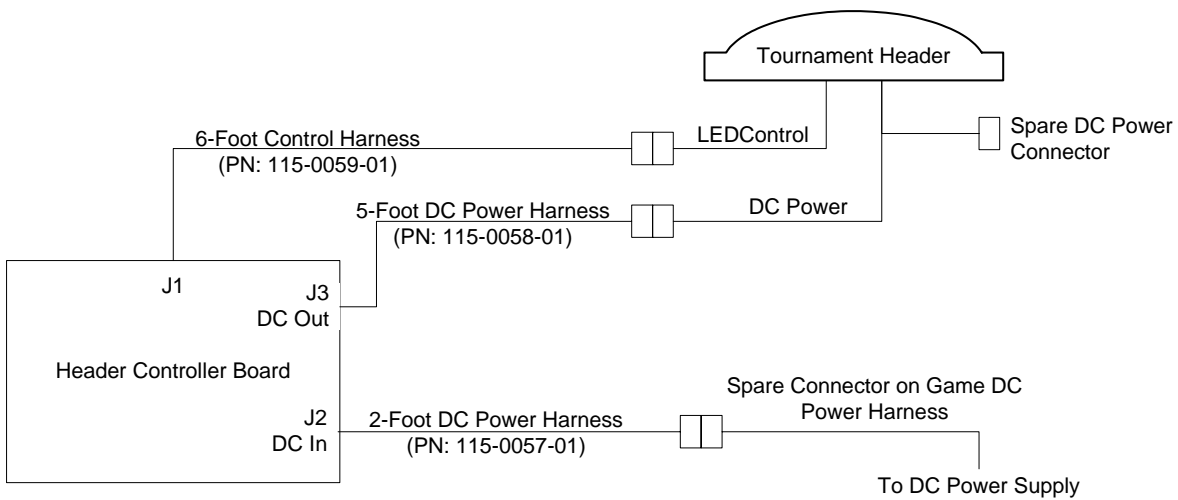 Tournament Header
6-Foot Control Harness
(PN: 115-0059-01)
LEDControl
Spare DC Power
Connector
5-Foot DC Power Harness
(PN: 115-0058-01)
DC Power
J1
J3
DC Out
Header Controller Board
J2
DC In
2-Foot DC Power Harness
(PN: 115-0057-01)
Spare Connector on Game DC
Power Harness
To DC Power Supply